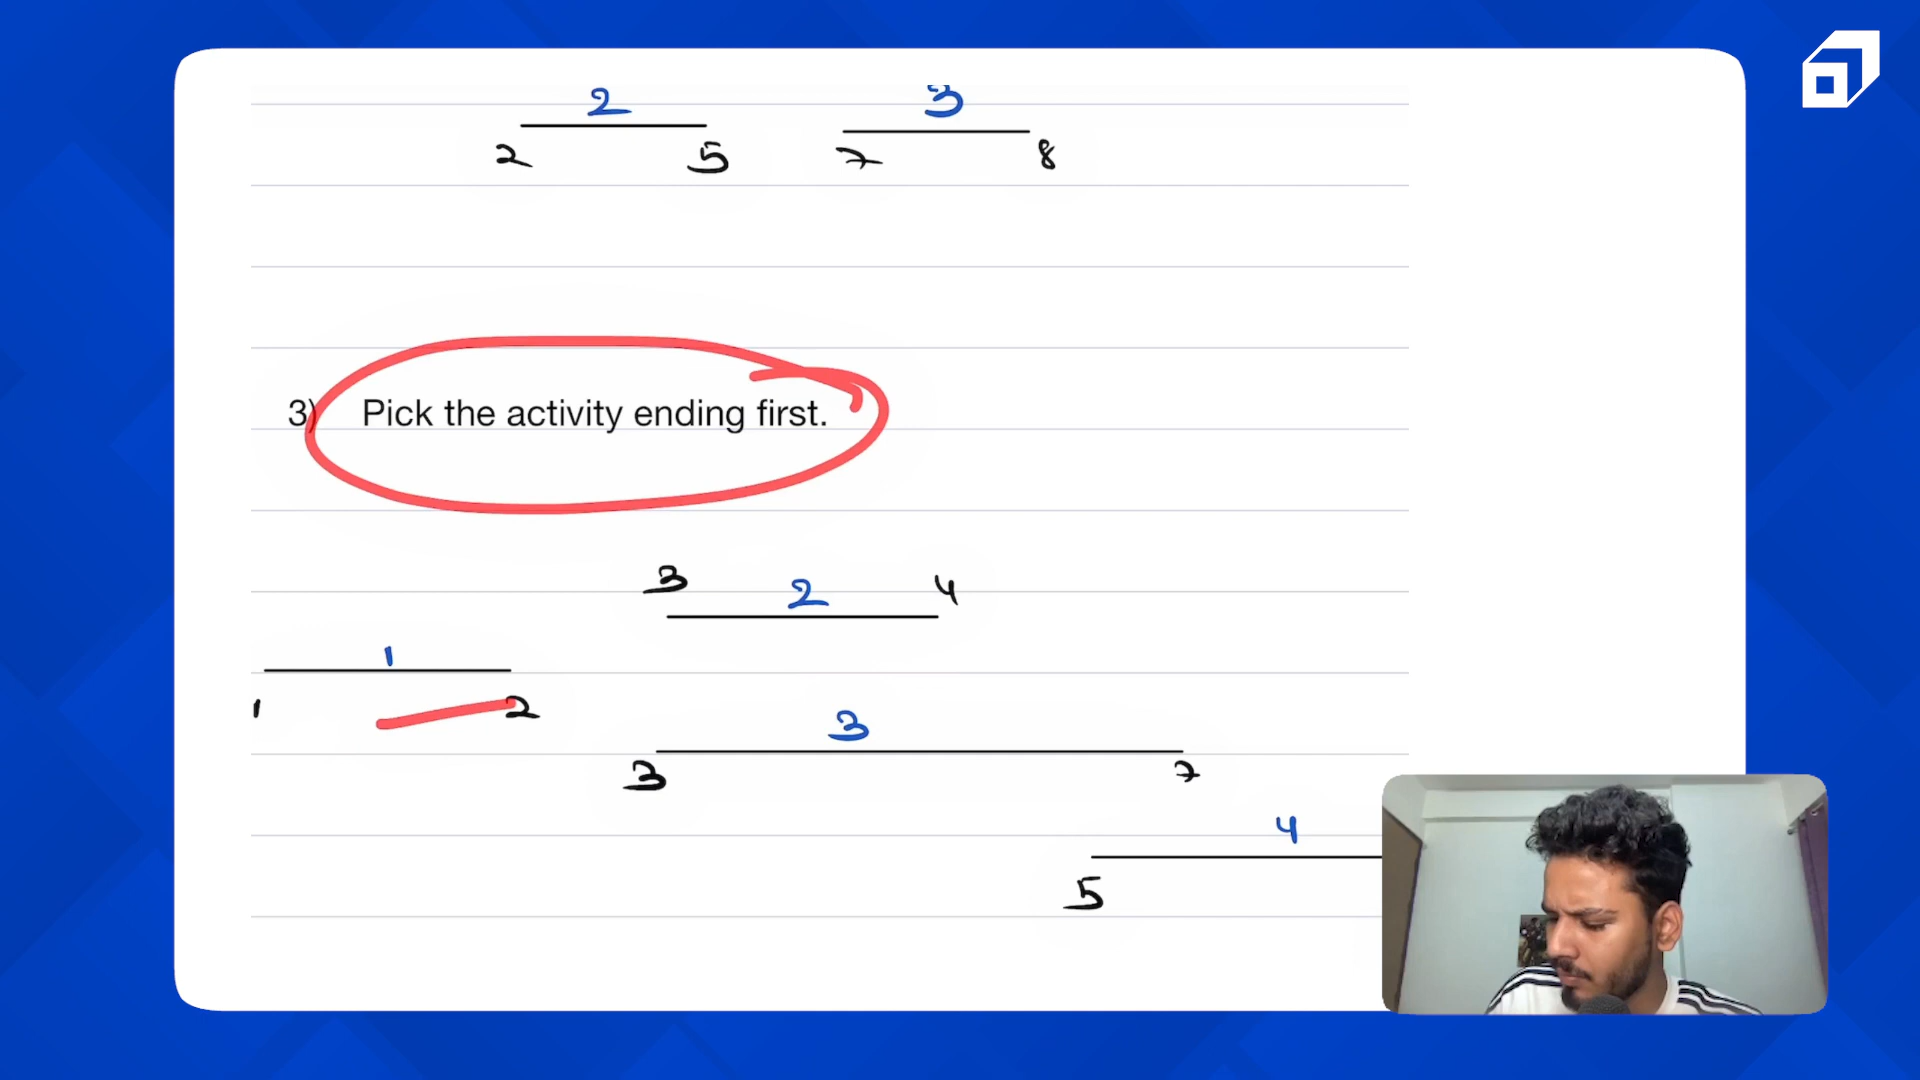 2 3
2 5 7 8
3) Pick the activity ending first.
3 2 4
1
1 2
3
3 7
4
5